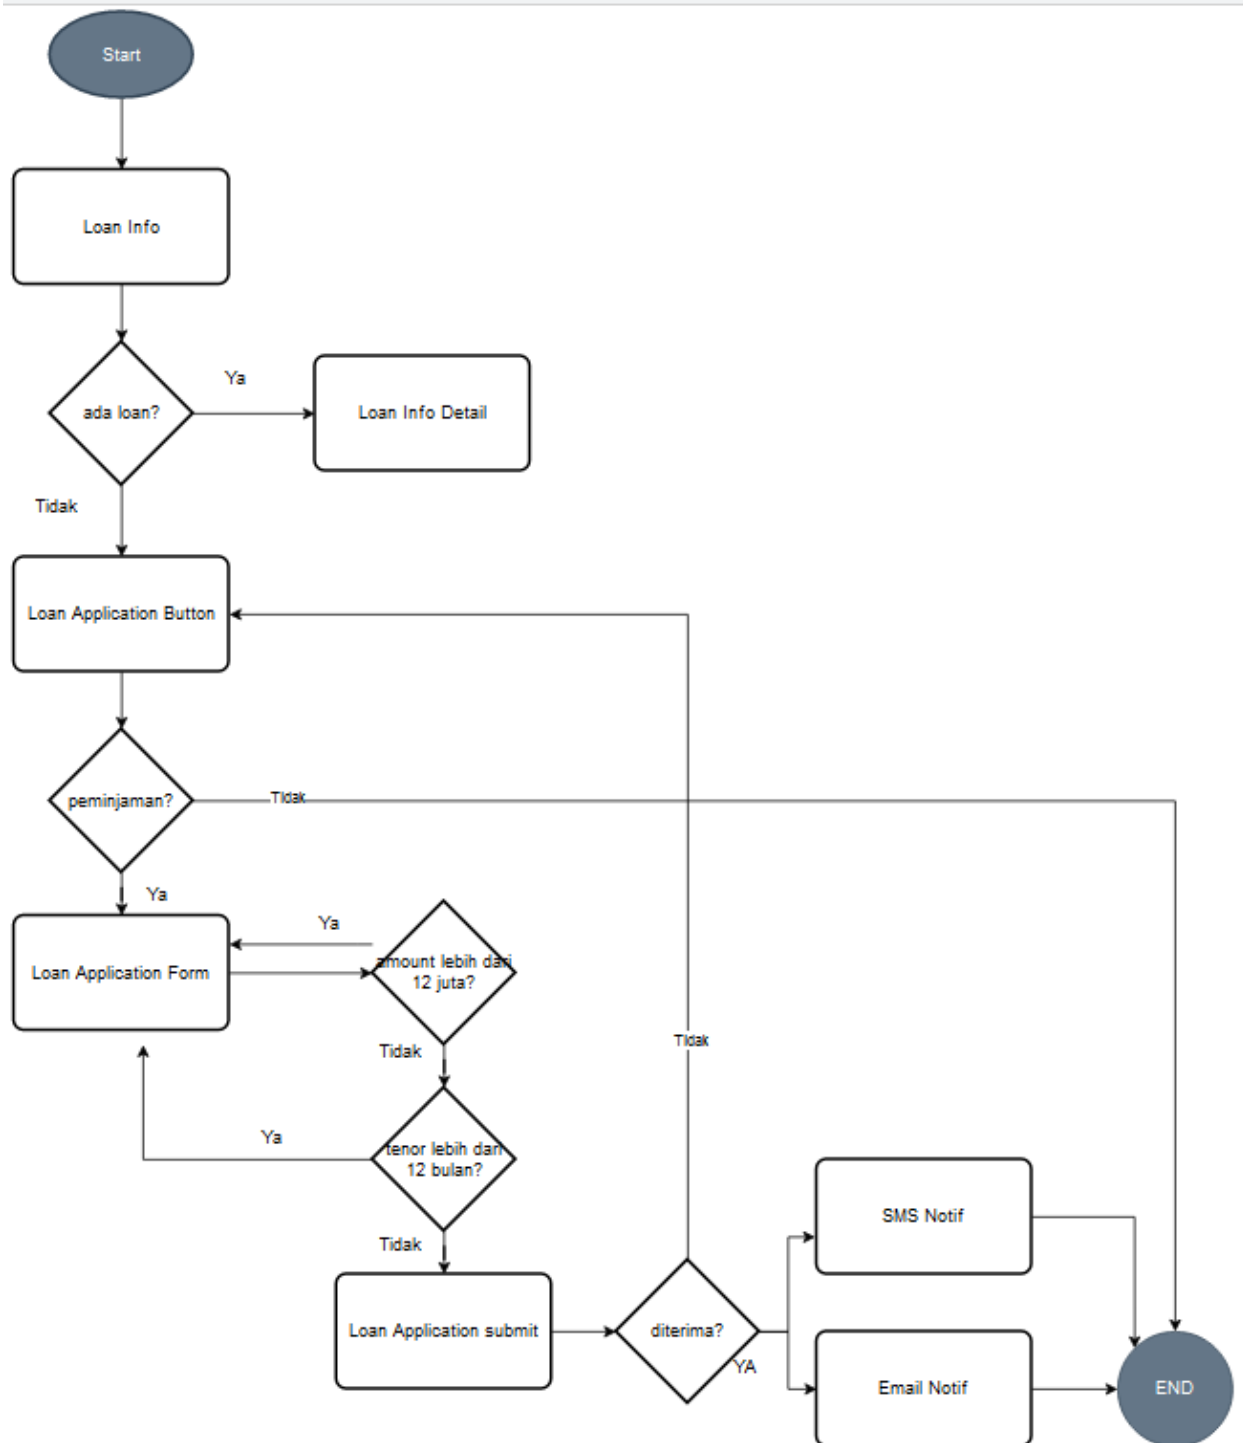 Start
Loan Info
ada loan?
Ya
Loan Info Detail
Tidak
Loan Application Button
peminjaman?
Tidak
Ya
Loan Application Form
Ya
amount lebih dari
12 juta?
Tidak
Tidak
Ya
tenor lebih dari
12 bulan?
Tidak
Loan Application submit
diterima?
YA
SMS Notif
Email Notif
END